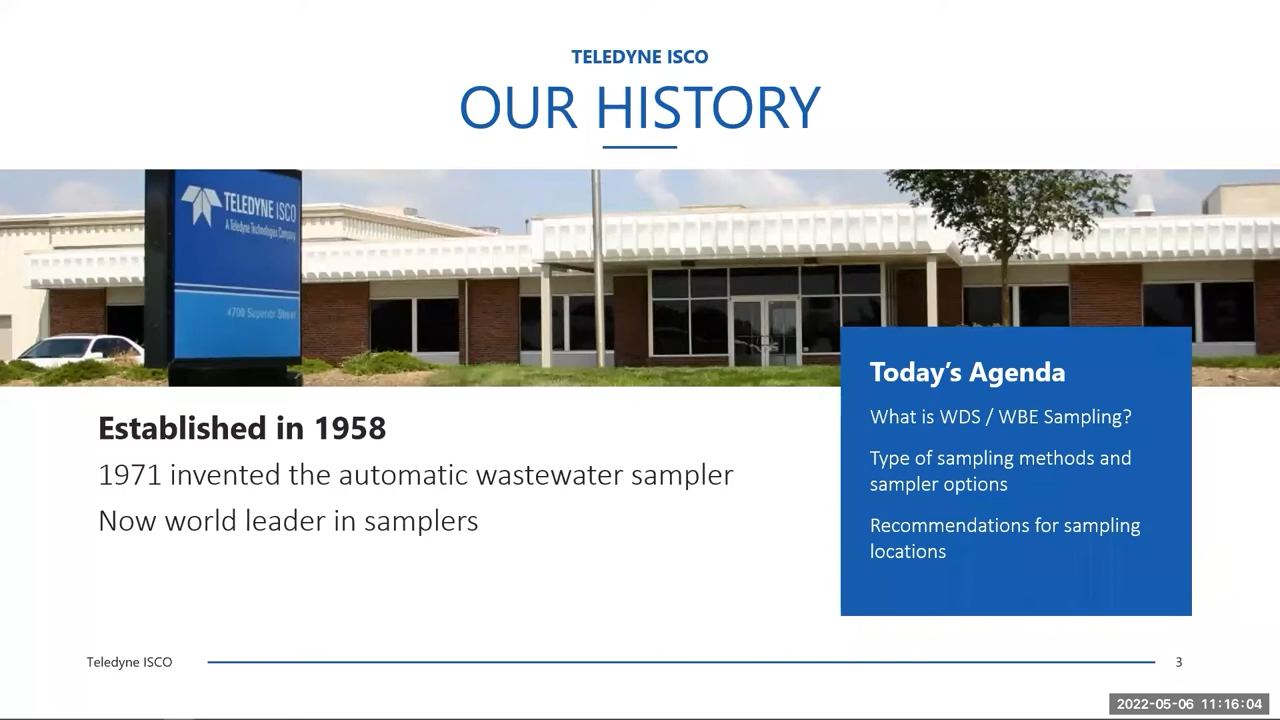 TELEDYNE ISCO
OUR HISTORY
TELEDYNE ISCO
A Teledyne Technologies Company
4700 Superior Street
Today's Agenda
What is WDS / WBE Sampling?
Type of sampling methods and
sampler options
Recommendations for sampling
locations
Established in 1958
1971 invented the automatic wastewater sampler
Now world leader in samplers
Teledyne ISCO
3
2022-05-06 11:16:04